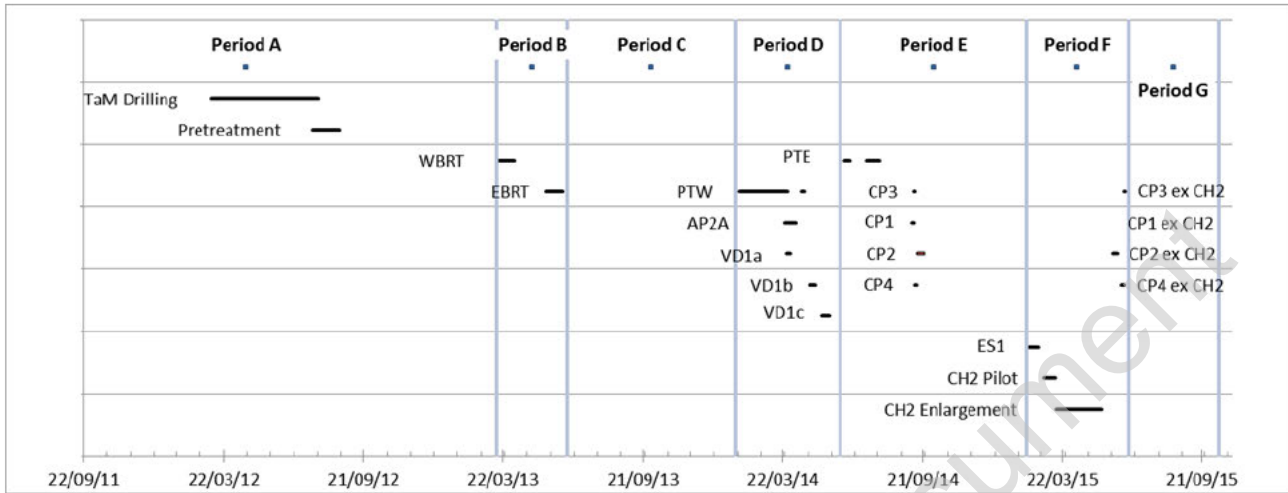 Period A Period B Period C Period D Period E Period F
Period G
TaM Drilling
Pretreatment
WBRT PTE
EBRT PTW CP3 CP3 ex CH2
AP2A CP1 CP1 ex CH2
VD1a CP2 CP2 ex CH2
VD1b CP4 CP4 ex CH2
VD1c
ES1
CH2 Pilot
CH2 Enlargement
22/09/11 22/03/12 21/09/12 22/03/13 21/09/13 22/03/14 21/09/14 22/03/15 21/09/15